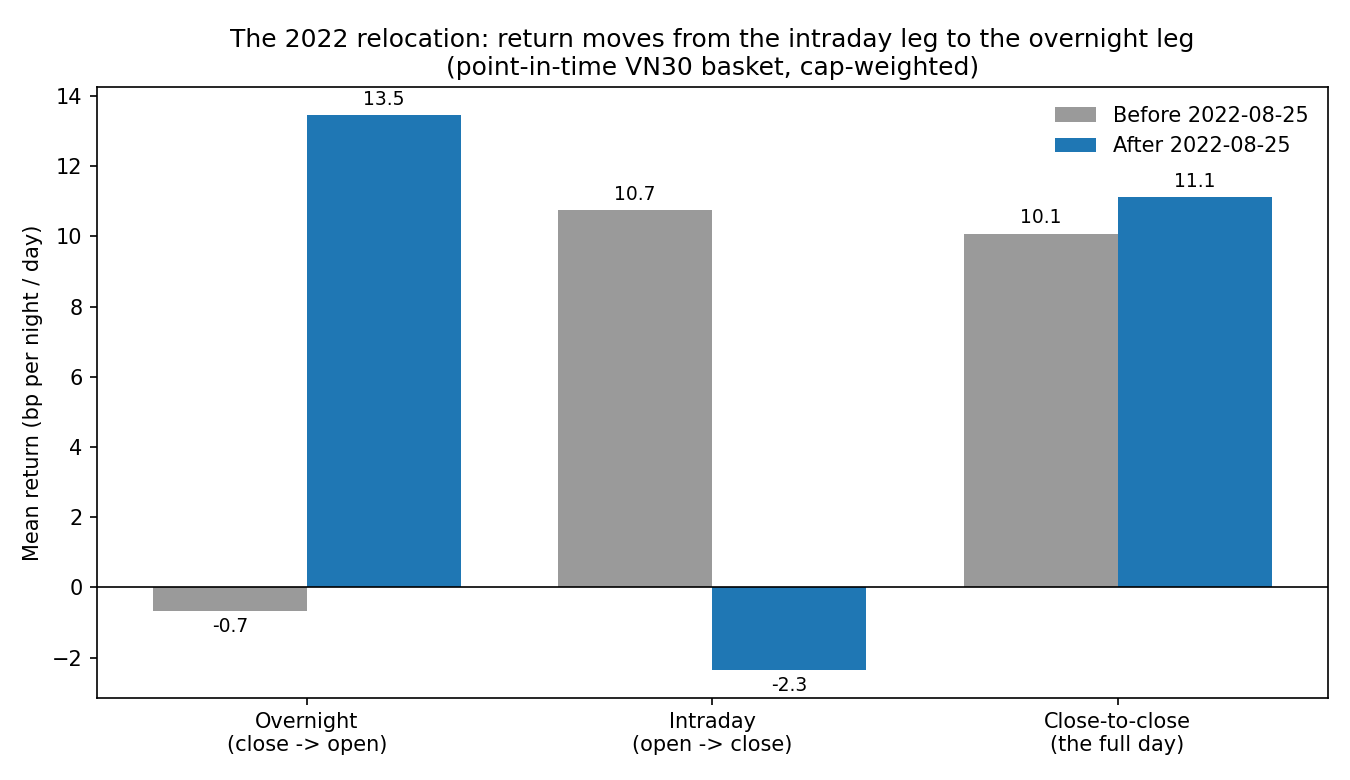 The 2022 relocation: return moves from the intraday leg to the overnight leg
(point-in-time VN30 basket, cap-weighted)
Mean return (bp per night / day)
14
12
10
8
6
4
2
0
−2
13.5
-0.7
10.7
-2.3
10.1
11.1
Before 2022-08-25
After 2022-08-25
Overnight
(close -> open)
Intraday
(open -> close)
Close-to-close
(the full day)